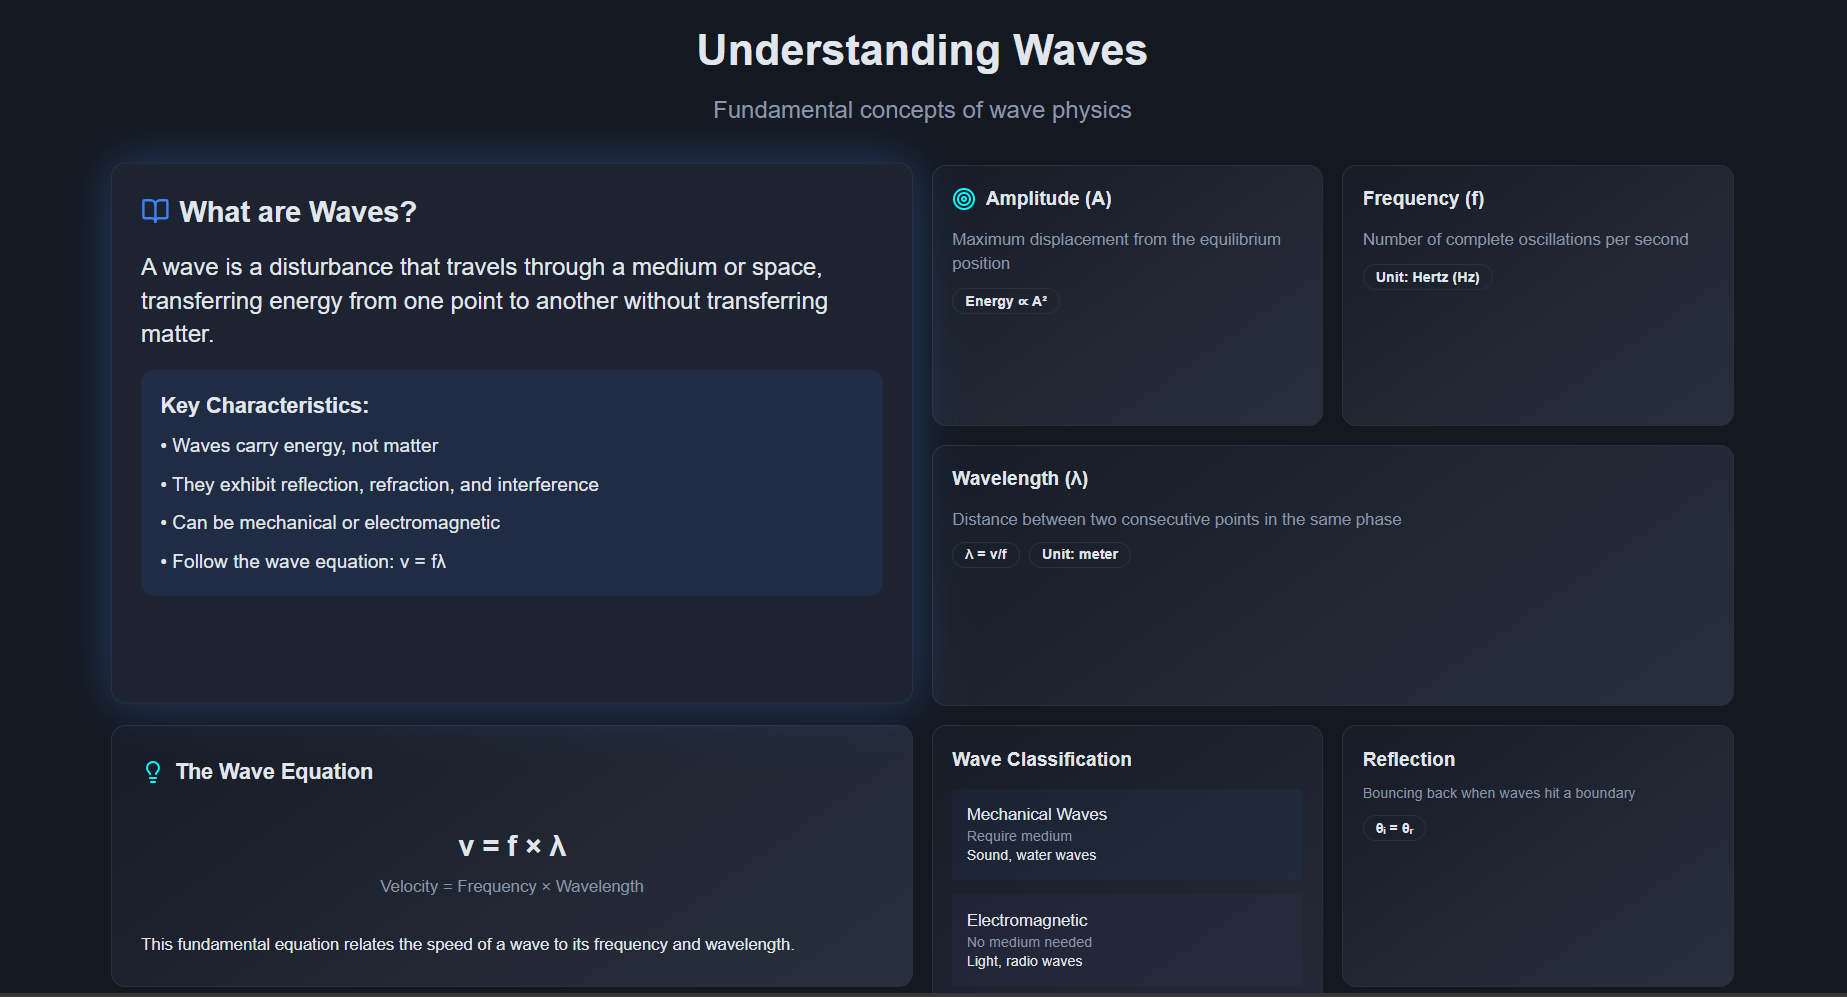 Understanding Waves
Fundamental concepts of wave physics
What are Waves?
A wave is a disturbance that travels through a medium or space,
transferring energy from one point to another without transferring
matter.
Key Characteristics:
• Waves carry energy, not matter
• They exhibit reflection, refraction, and interference
• Can be mechanical or electromagnetic
• Follow the wave equation: v = fλ
Amplitude (A)
Maximum displacement from the equilibrium
position
Energy ∝ A²
Frequency (f)
Number of complete oscillations per second
Unit: Hertz (Hz)
Wavelength (λ)
Distance between two consecutive points in the same phase
λ = v/f
Unit: meter
The Wave Equation
v = f × λ
Velocity = Frequency × Wavelength
This fundamental equation relates the speed of a wave to its frequency and wavelength.
Wave Classification
Mechanical Waves
Require medium
Sound, water waves
Electromagnetic
No medium needed
Light, radio waves
Reflection
Bouncing back when waves hit a boundary
θᵢ = θᵣ